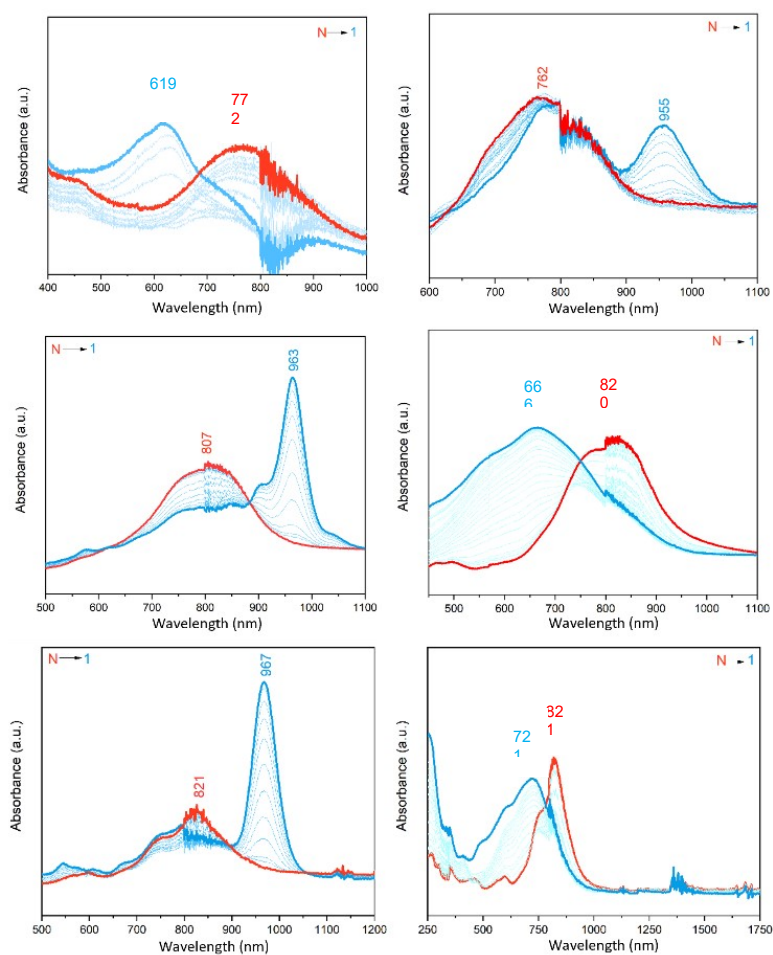 N → 1
619
77
2
Absorbance (a.u.)
400 500 600 700 800 900 1000
Wavelength (nm)
N → 1
762
955
Absorbance (a.u.)
600 700 800 900 1000 1100
Wavelength (nm)
N → 1
963
807
Absorbance (a.u.)
500 600 700 800 900 1000 1100
Wavelength (nm)
N → 1
66
6
82
0
Absorbance (a.u.)
500 600 700 800 900 1000 1100
Wavelength (nm)
N → 1
967
821
Absorbance (a.u.)
500 600 700 800 900 1000 1100 1200
Wavelength (nm)
N → 1
82
1
72
1
Absorbance (a.u.)
250 500 750 1000 1250 1500 1750
Wavelength (nm)